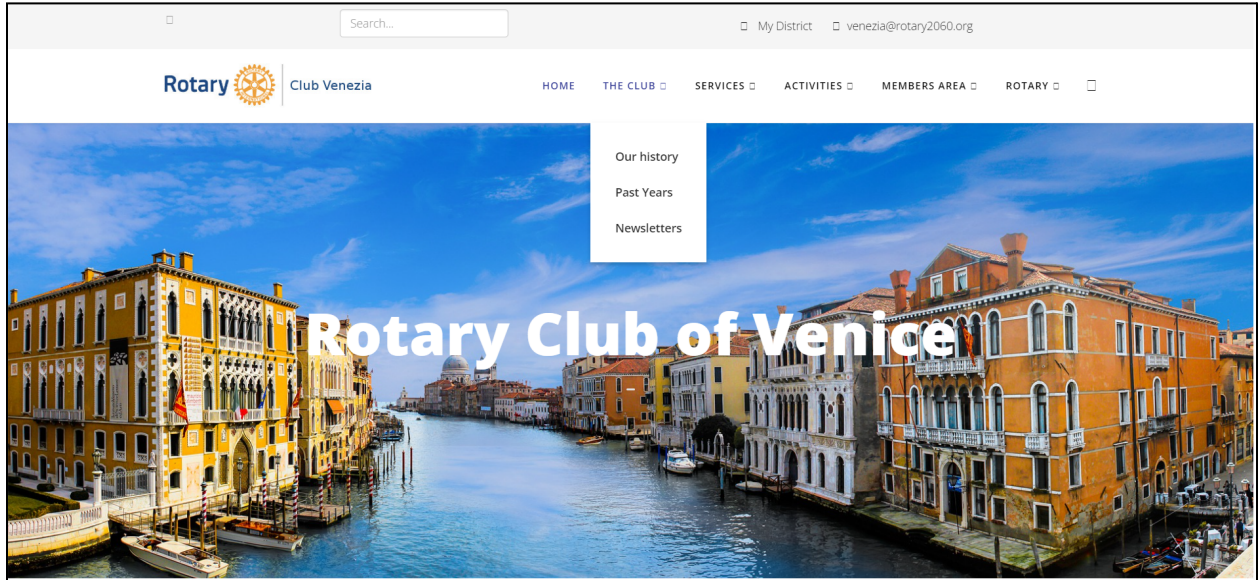 Search...
My District
venezia@rotary2060.org
Rotary
Club Venezia
HOME
THE CLUB
SERVICES
ACTIVITIES
MEMBERS AREA
ROTARY
Our history
Past Years
Newsletters
Rotary Club of Venice